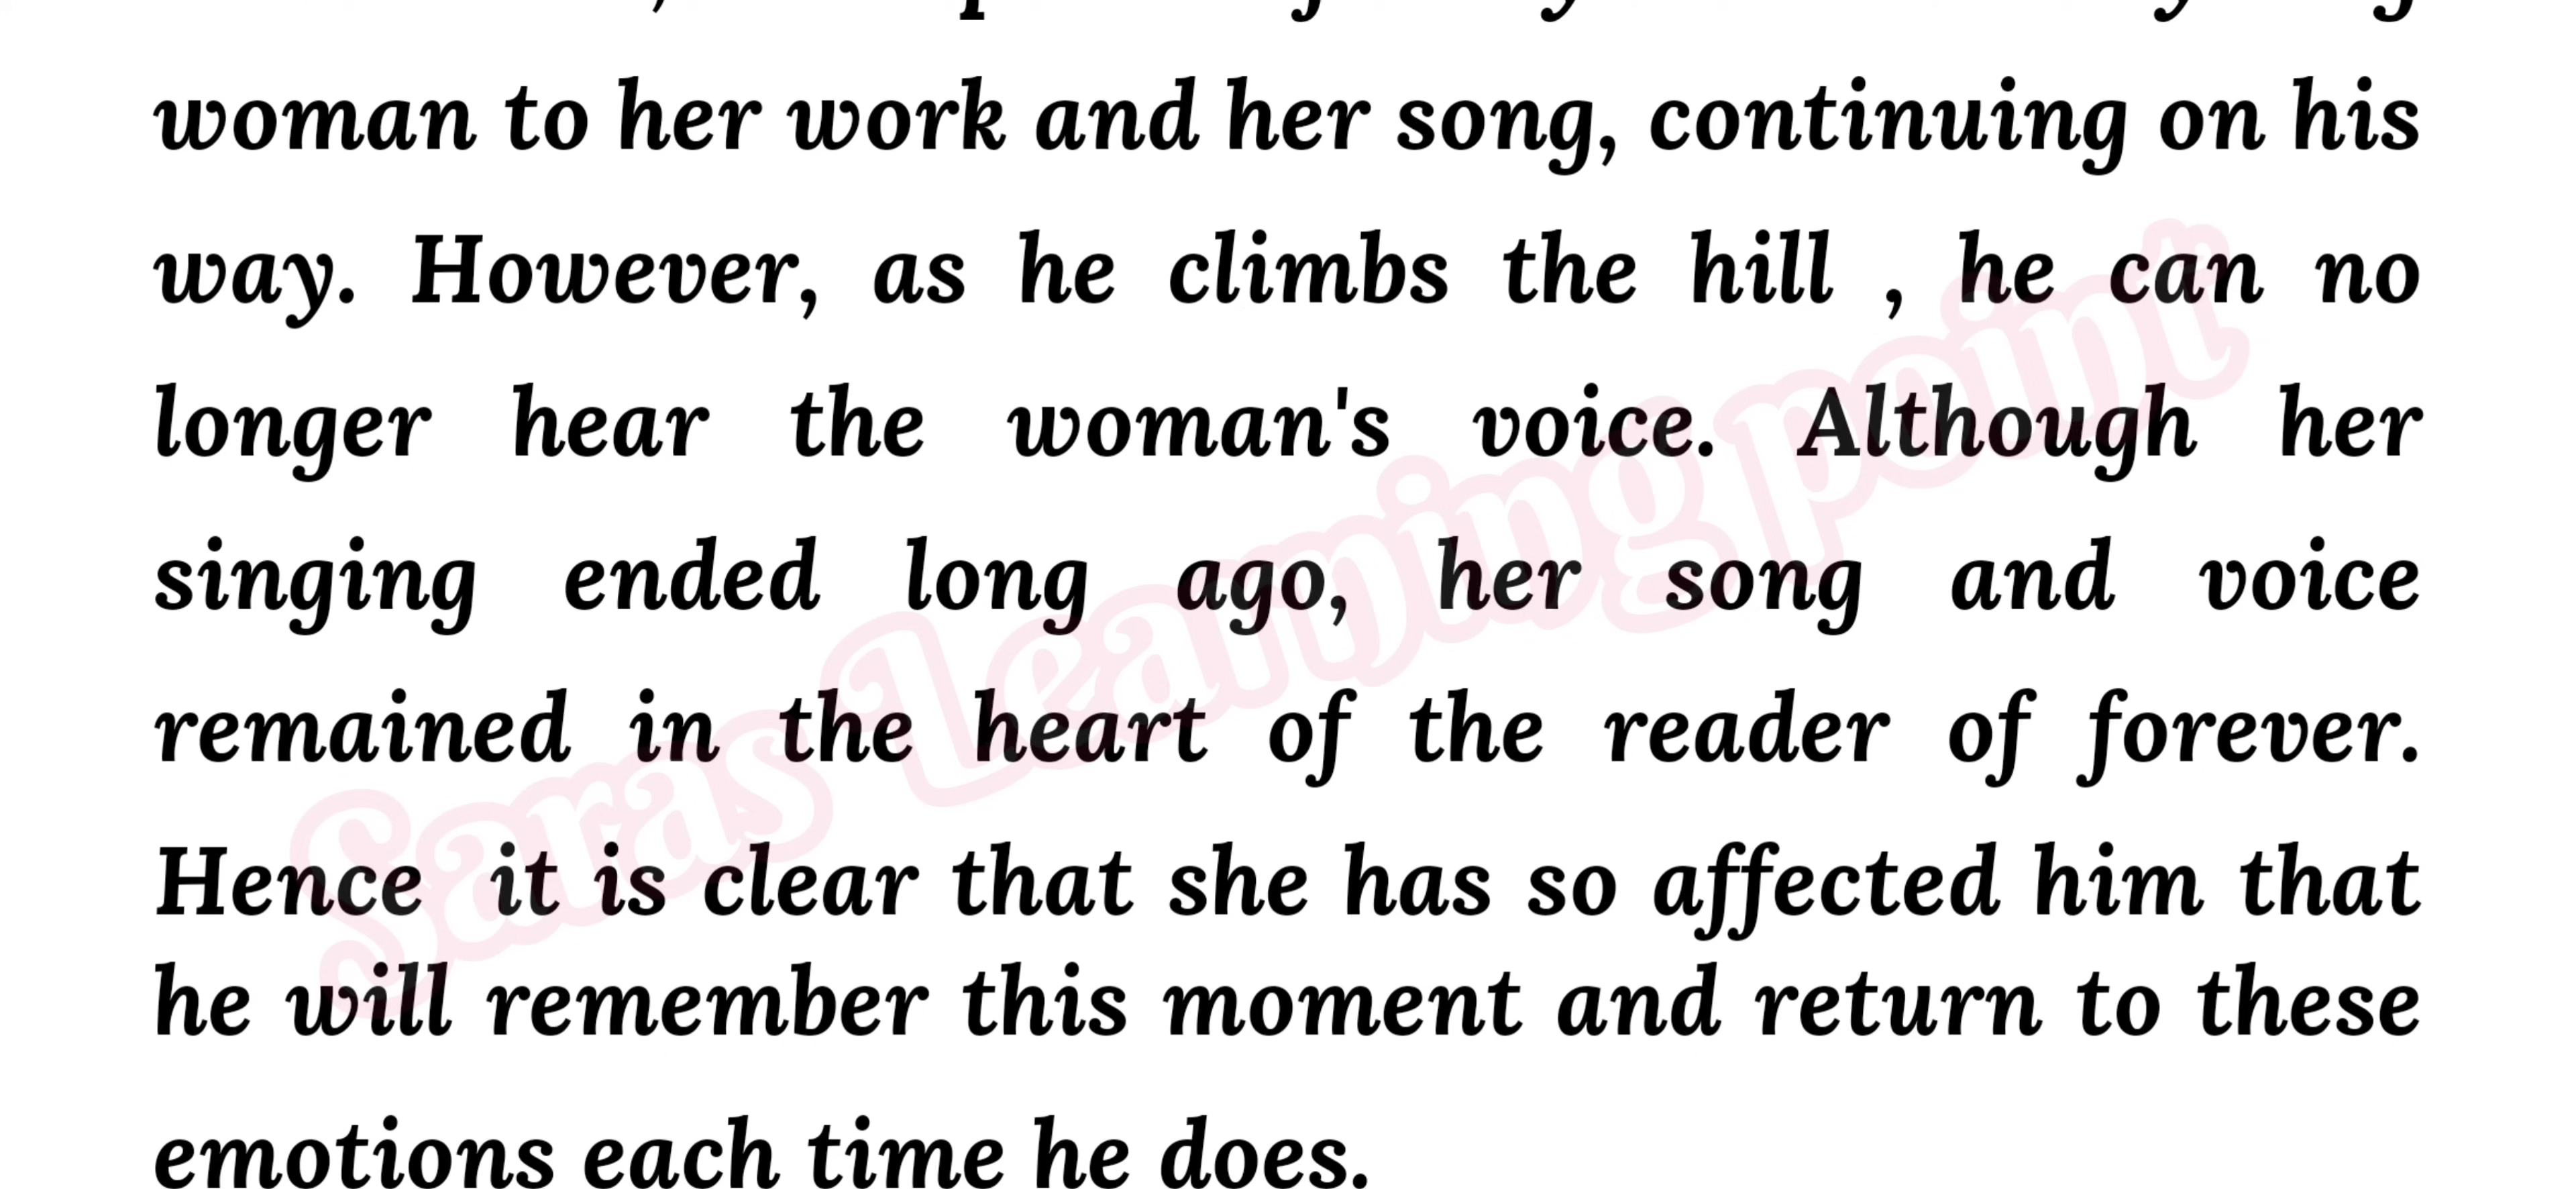 woman to her work and her song, continuing on his
way. However, as he climbs the hill , he can no
longer hear the woman's voice. Although her
singing ended long ago, her song and voice
remained in the heart of the reader of forever.
Hence it is clear that she has so affected him that
he will remember this moment and return to these
emotions each time he does.
Saras Learning point